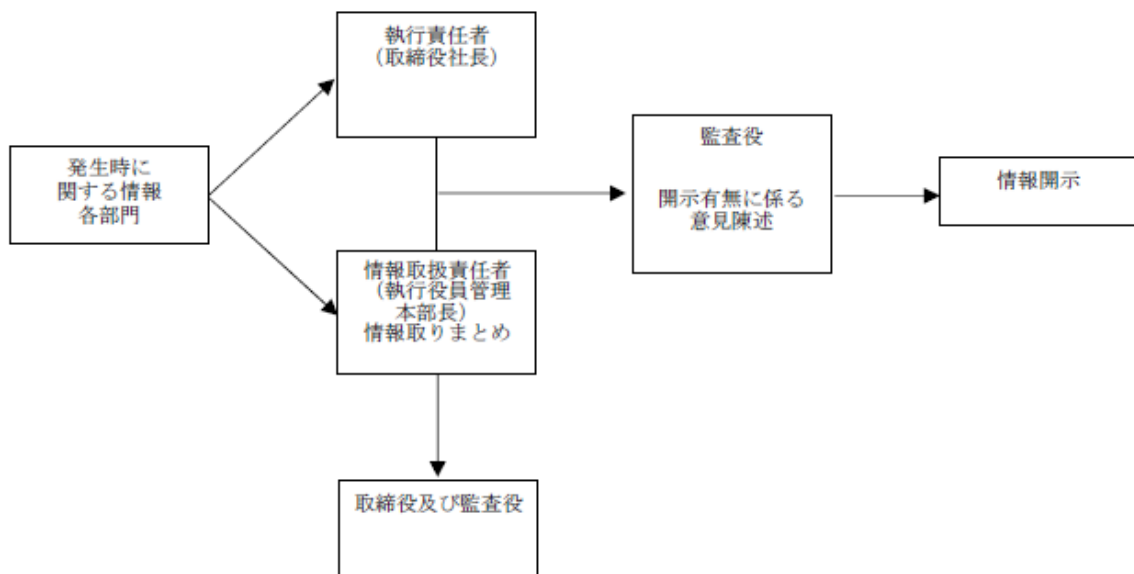 執行責任者
（取締役社長）
発生時に
関する情報
各部門
監査役
開示有無に係る
意見陳述
情報開示
情報取扱責任者
（執行役員管理
本部長）
情報取りまとめ
取締役及び監査役